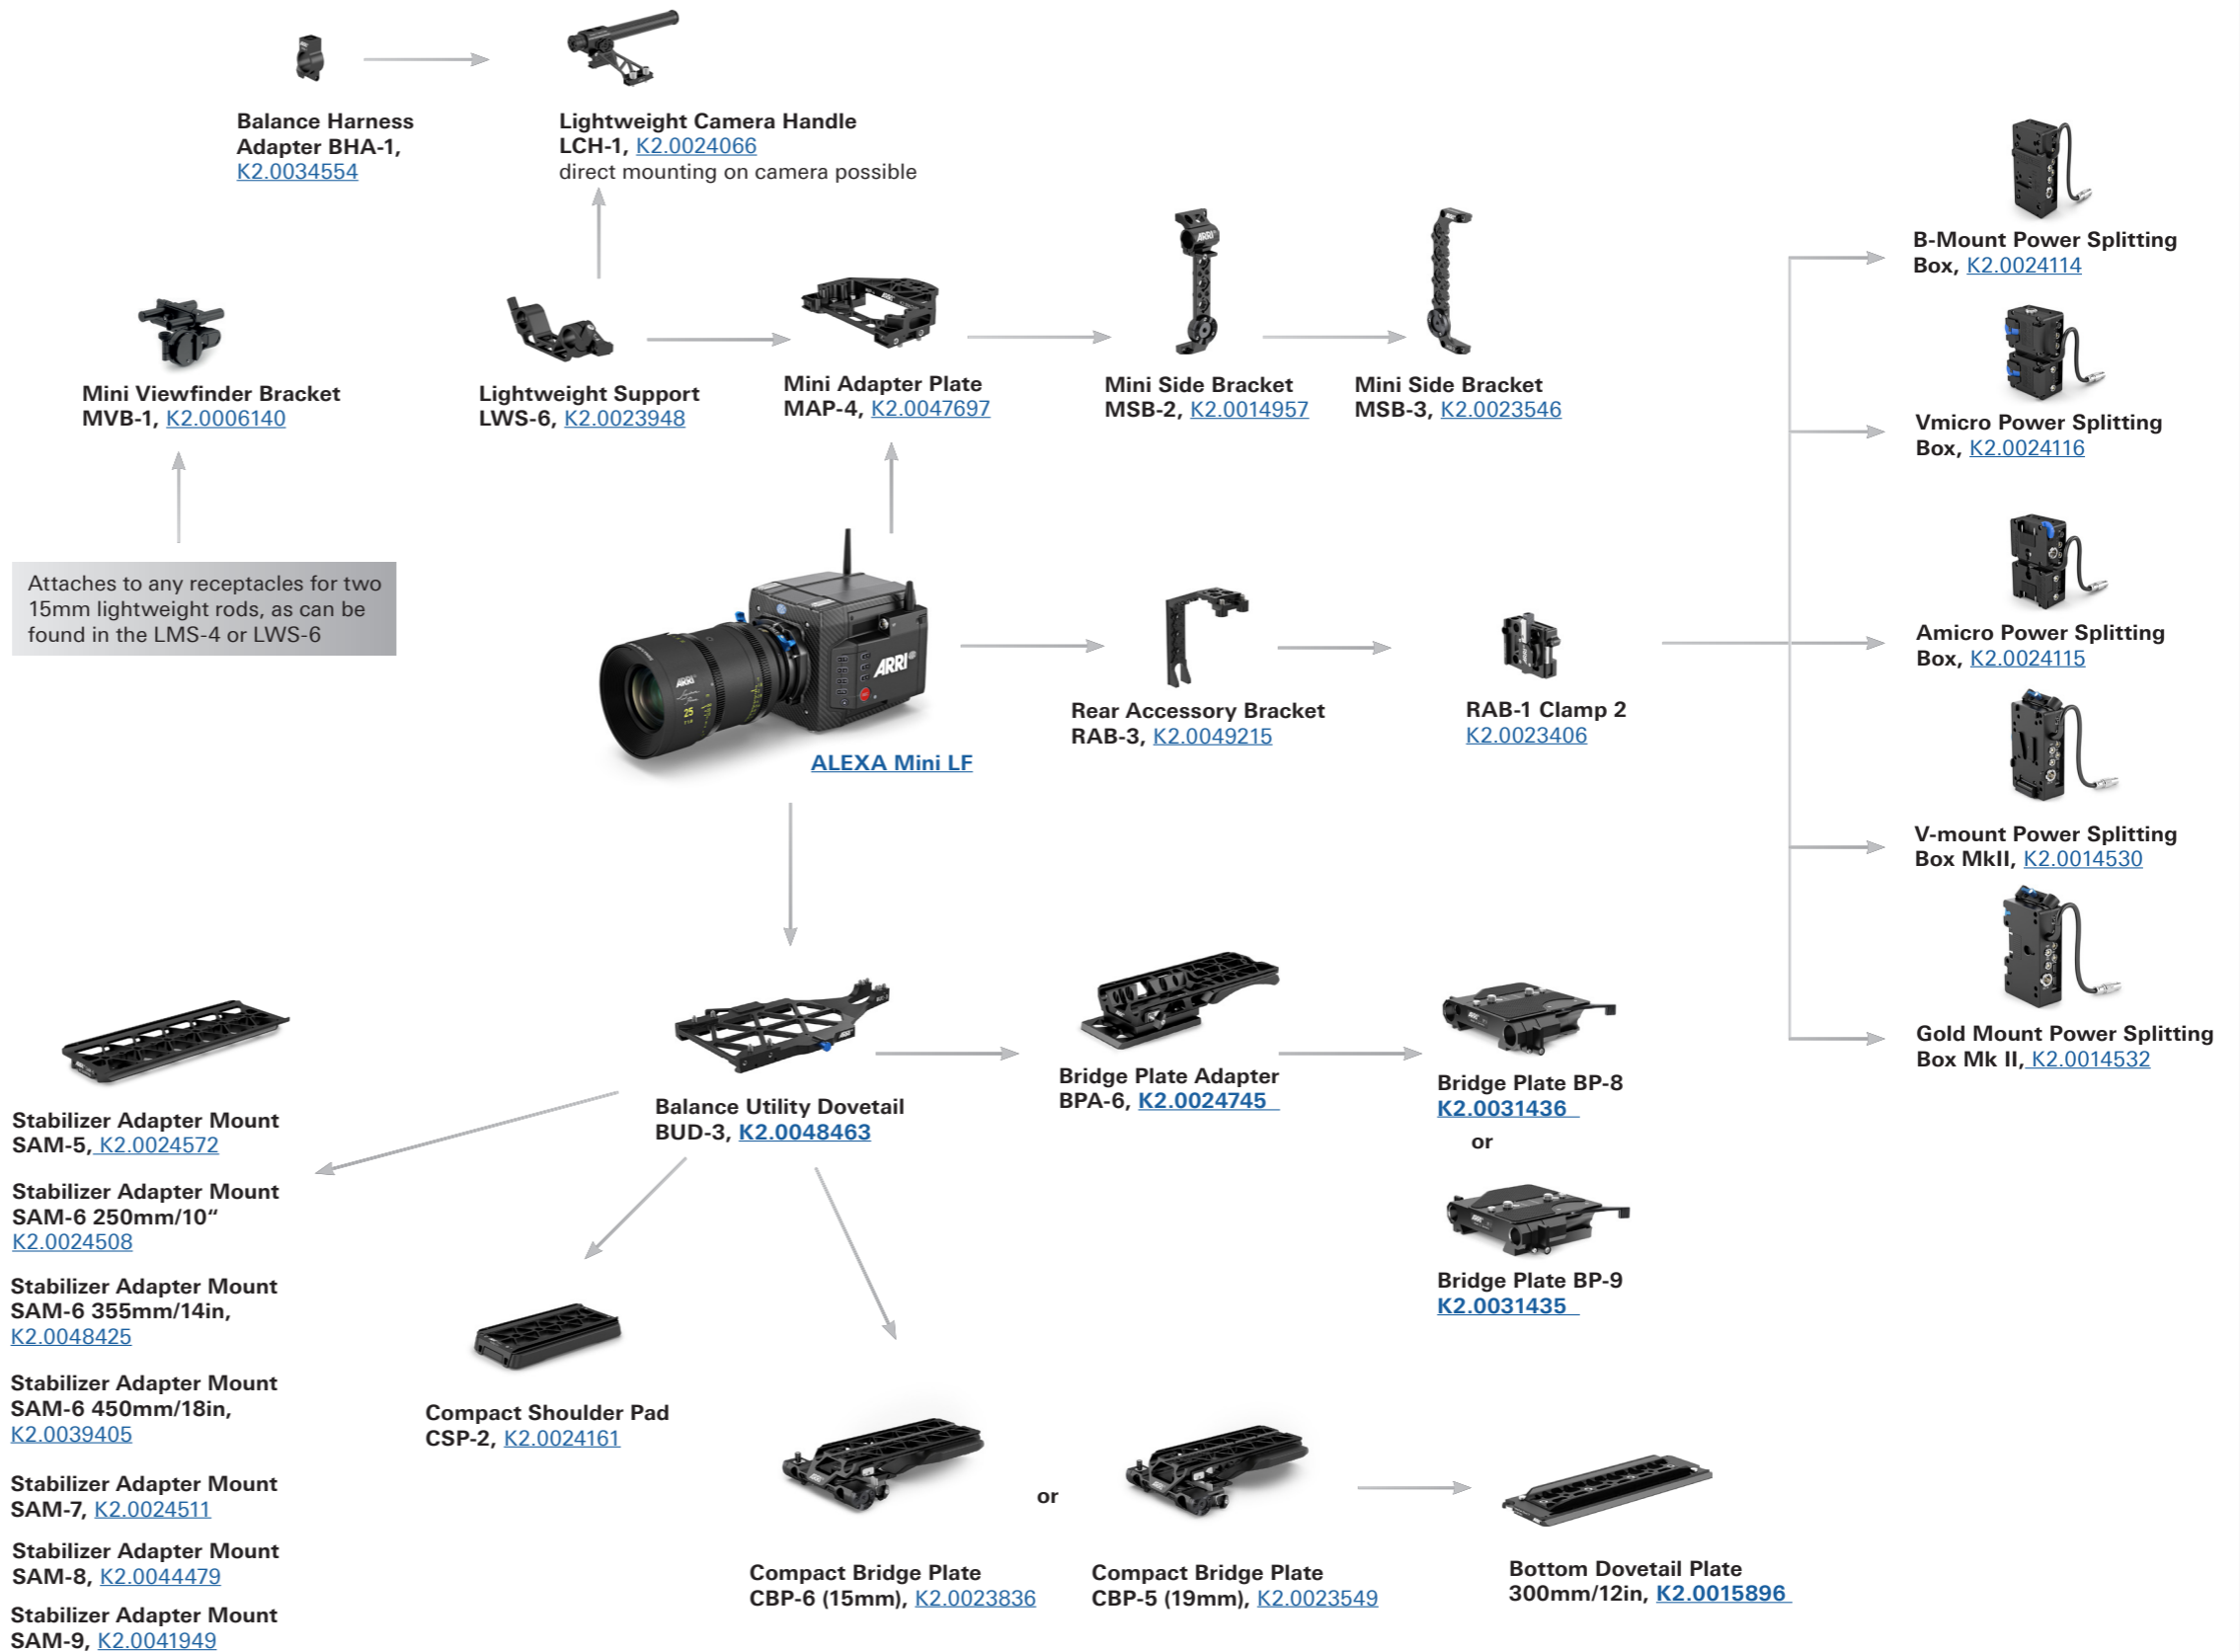 Balance Harness
Adapter BHA-1,
K2.0034554
Lightweight Camera Handle
LCH-1, K2.0024066
direct mounting on camera possible
B-Mount Power Splitting
Box, K2.0024114
Mini Viewfinder Bracket
MVB-1, K2.0006140
Lightweight Support
LWS-6, K2.0023948
Mini Adapter Plate
MAP-4, K2.0047697
Mini Side Bracket
MSB-2, K2.0014957
Mini Side Bracket
MSB-3, K2.0023546
Vmicro Power Splitting
Box, K2.0024116
Attaches to any receptacles for two
15mm lightweight rods, as can be
found in the LMS-4 or LWS-6
ARRI
ARRI
25
ALEXA Mini LF
Rear Accessory Bracket
RAB-3, K2.0049215
RAB-1 Clamp 2
K2.0023406
Amicro Power Splitting
Box, K2.0024115
V-mount Power Splitting
Box MkII, K2.0014530
Gold Mount Power Splitting
Box Mk II, K2.0014532
Stabilizer Adapter Mount
SAM-5, K2.0024572
Stabilizer Adapter Mount
SAM-6 250mm/10“
K2.0024508
Stabilizer Adapter Mount
SAM-6 355mm/14in,
K2.0048425
Stabilizer Adapter Mount
SAM-6 450mm/18in,
K2.0039405
Stabilizer Adapter Mount
SAM-7, K2.0024511
Stabilizer Adapter Mount
SAM-8, K2.0044479
Stabilizer Adapter Mount
SAM-9, K2.0041949
ARRI
Balance Utility Dovetail
BUD-3, K2.0048463
Bridge Plate Adapter
BPA-6, K2.0024745
Bridge Plate BP-8
K2.0031436
or
Bridge Plate BP-9
K2.0031435
Compact Shoulder Pad
CSP-2, K2.0024161
Compact Bridge Plate
CBP-6 (15mm), K2.0023836
or
Compact Bridge Plate
CBP-5 (19mm), K2.0023549
Bottom Dovetail Plate
300mm/12in, K2.0015896